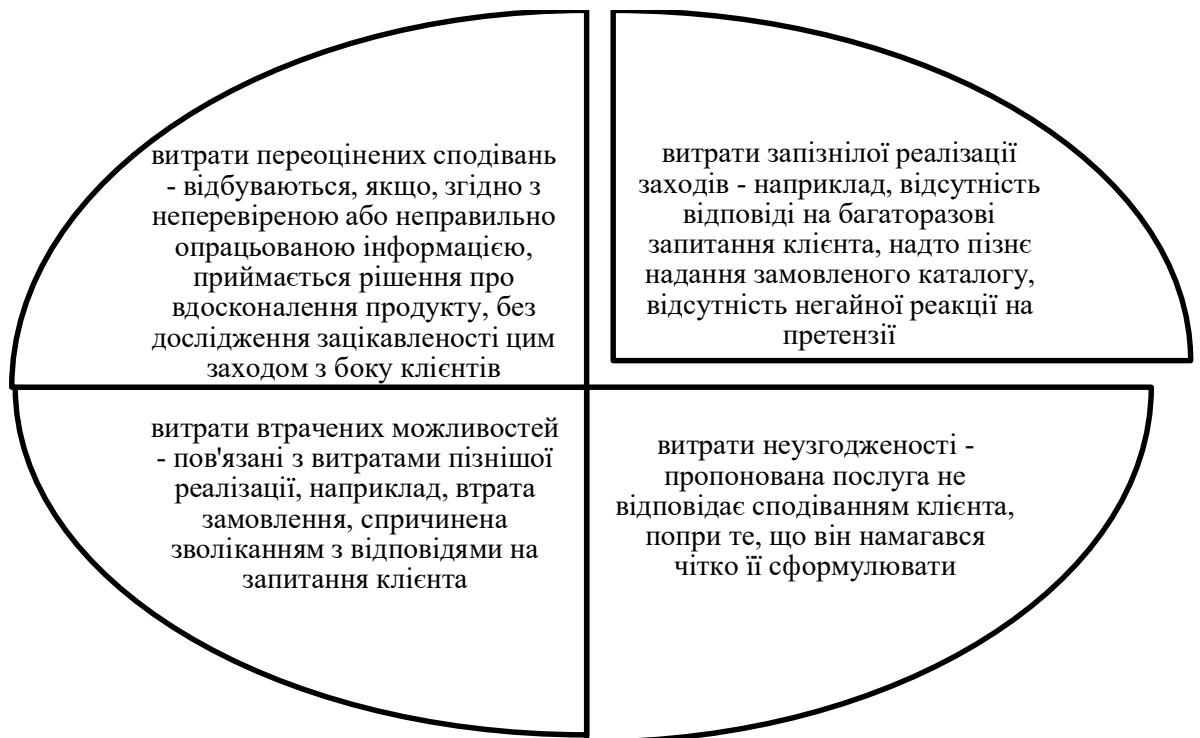 витрати переоцінених сподівань
- відбуваються, якщо, згідно з
неперевіреною або неправильно
опрацьованою інформацією,
приймається рішення про
вдосконалення продукту, без
дослідження зацікавленості цим
заходом з боку клієнтів
витрати запізнілої реалізації
заходів - наприклад, відсутність
відповіді на багаторазові
запитання клієнта, надто пізнє
надання замовленого каталогу,
відсутність негайної реакції на
претензії
витрати втрачених можливостей
- пов'язані з витратами пізнішої
реалізації, наприклад, втрата
замовлення, спричинена
зволіканням з відповідями на
запитання клієнта
витрати неузгодженості -
пропонована послуга не
відповідає сподіванням клієнта,
попри те, що він намагався
чітко її сформулювати